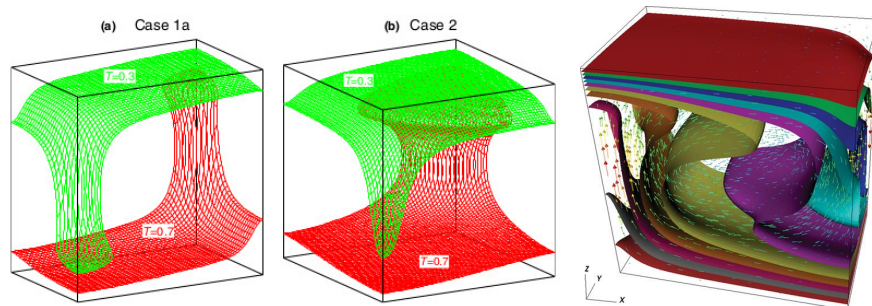 (a) Case 1a
(b) Case 2
T=0.3
T=0.3
T=0.7
T=0.7
Z
Y
X